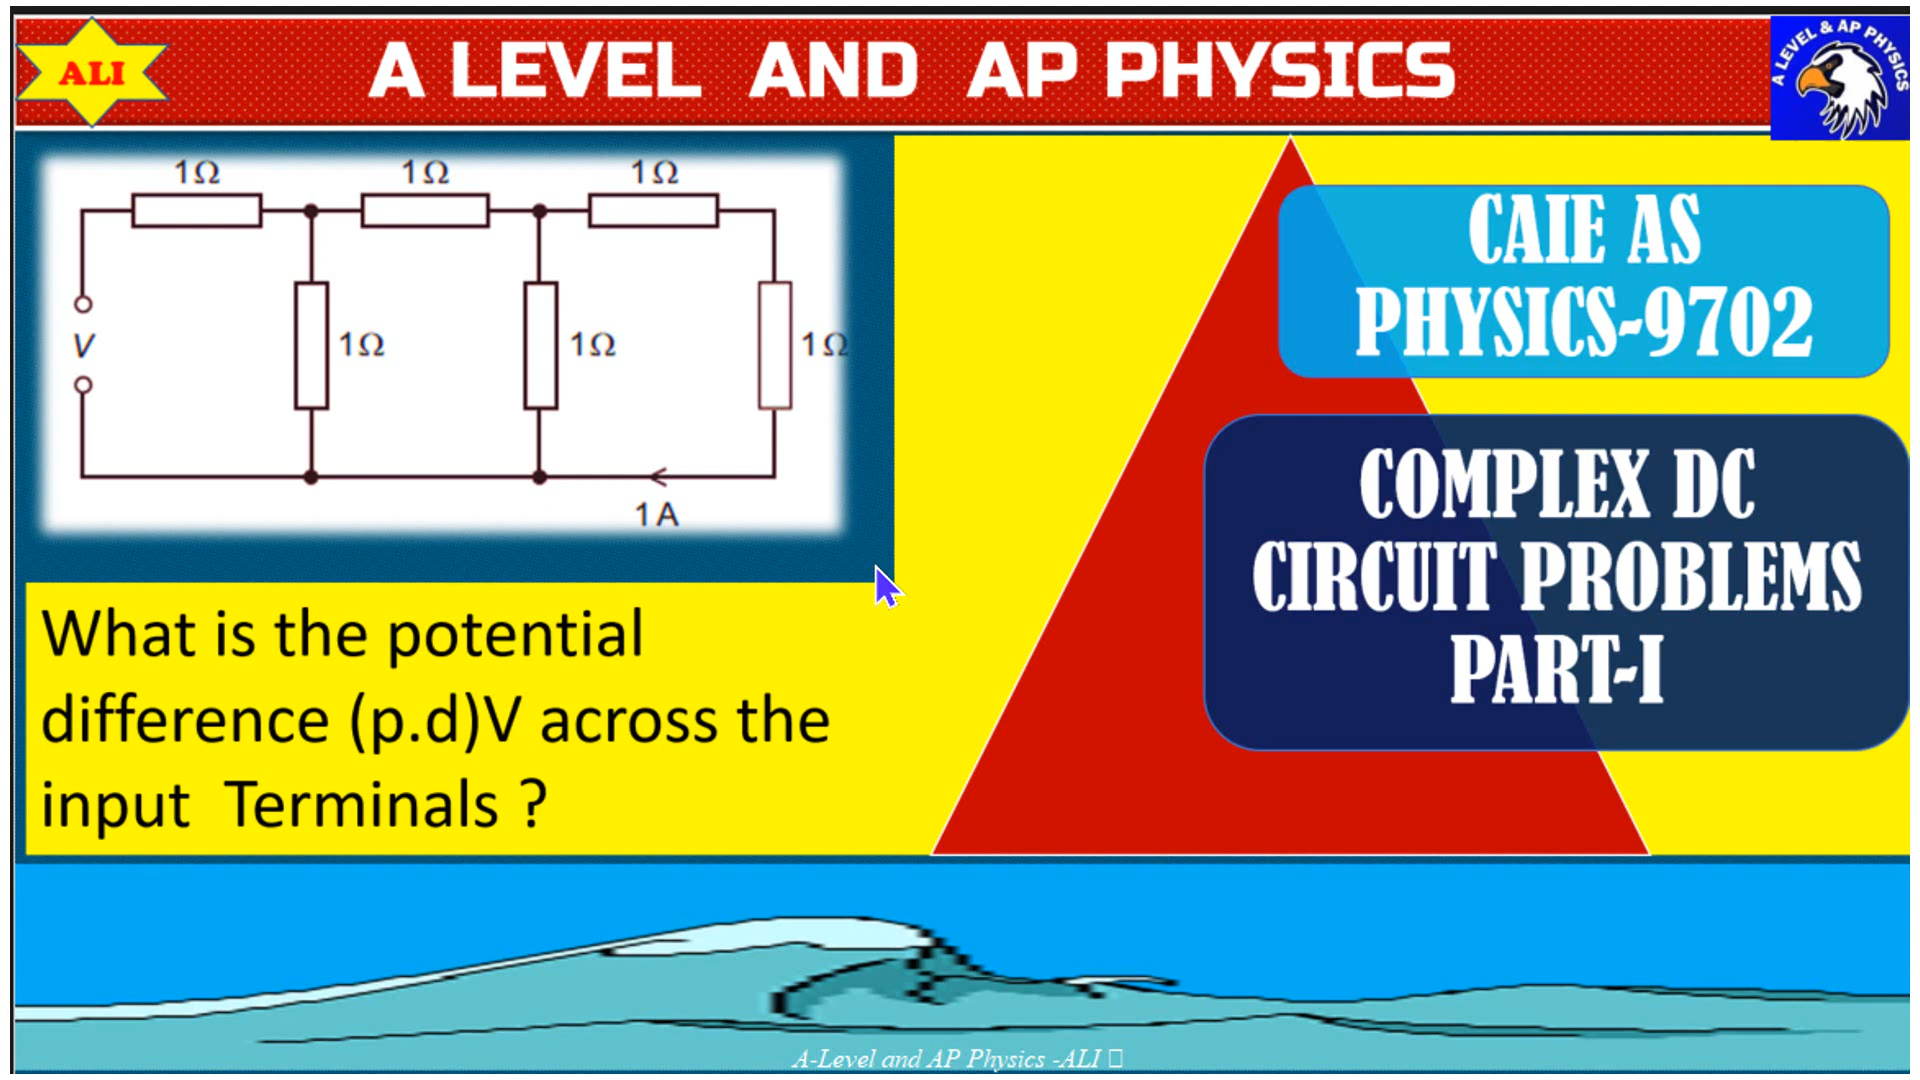 ALI
A LEVEL AND AP PHYSICS
A LEVEL & AP PHYSICS
1Ω 1Ω 1Ω
V 1Ω 1Ω 1Ω
1A
CAIE AS
PHYSICS-9702
COMPLEX DC
CIRCUIT PROBLEMS
PART-I
What is the potential
difference (p.d)V across the
input Terminals ?
A-Level and AP Physics -ALI